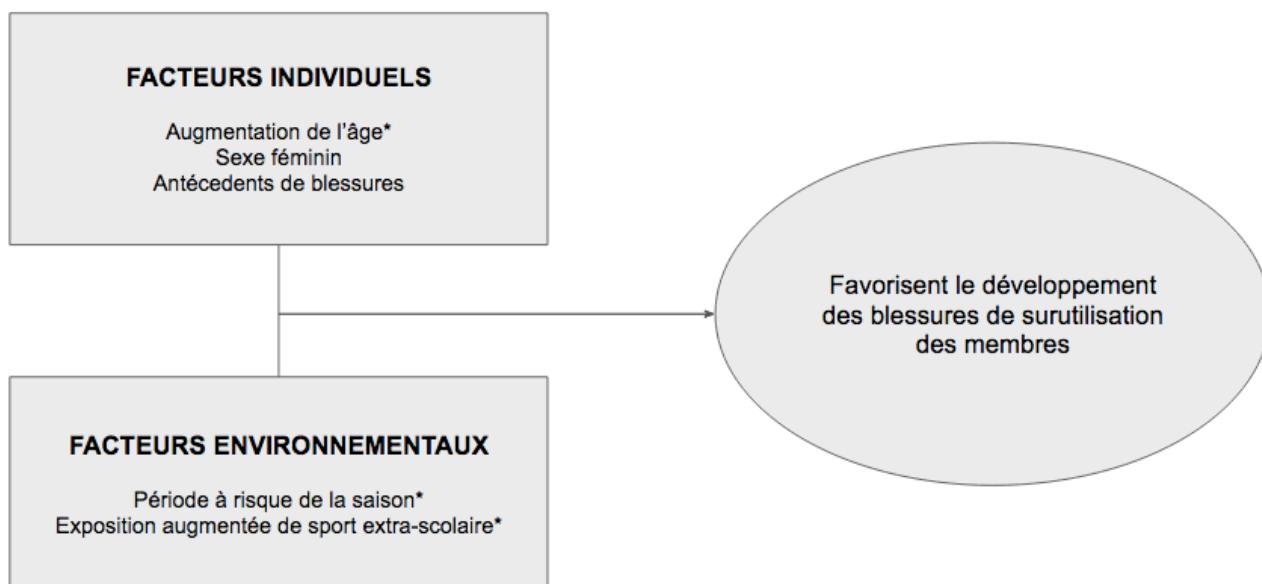 FACTEURS INDIVIDUELS
Augmentation de l'âge*
Sexe féminin
Antécedents de blessures
Favorisent le développement
des blessures de surutilisation
des membres
FACTEURS ENVIRONNEMENTAUX
Période à risque de la saison*
Exposition augmentée de sport extra-scolaire*